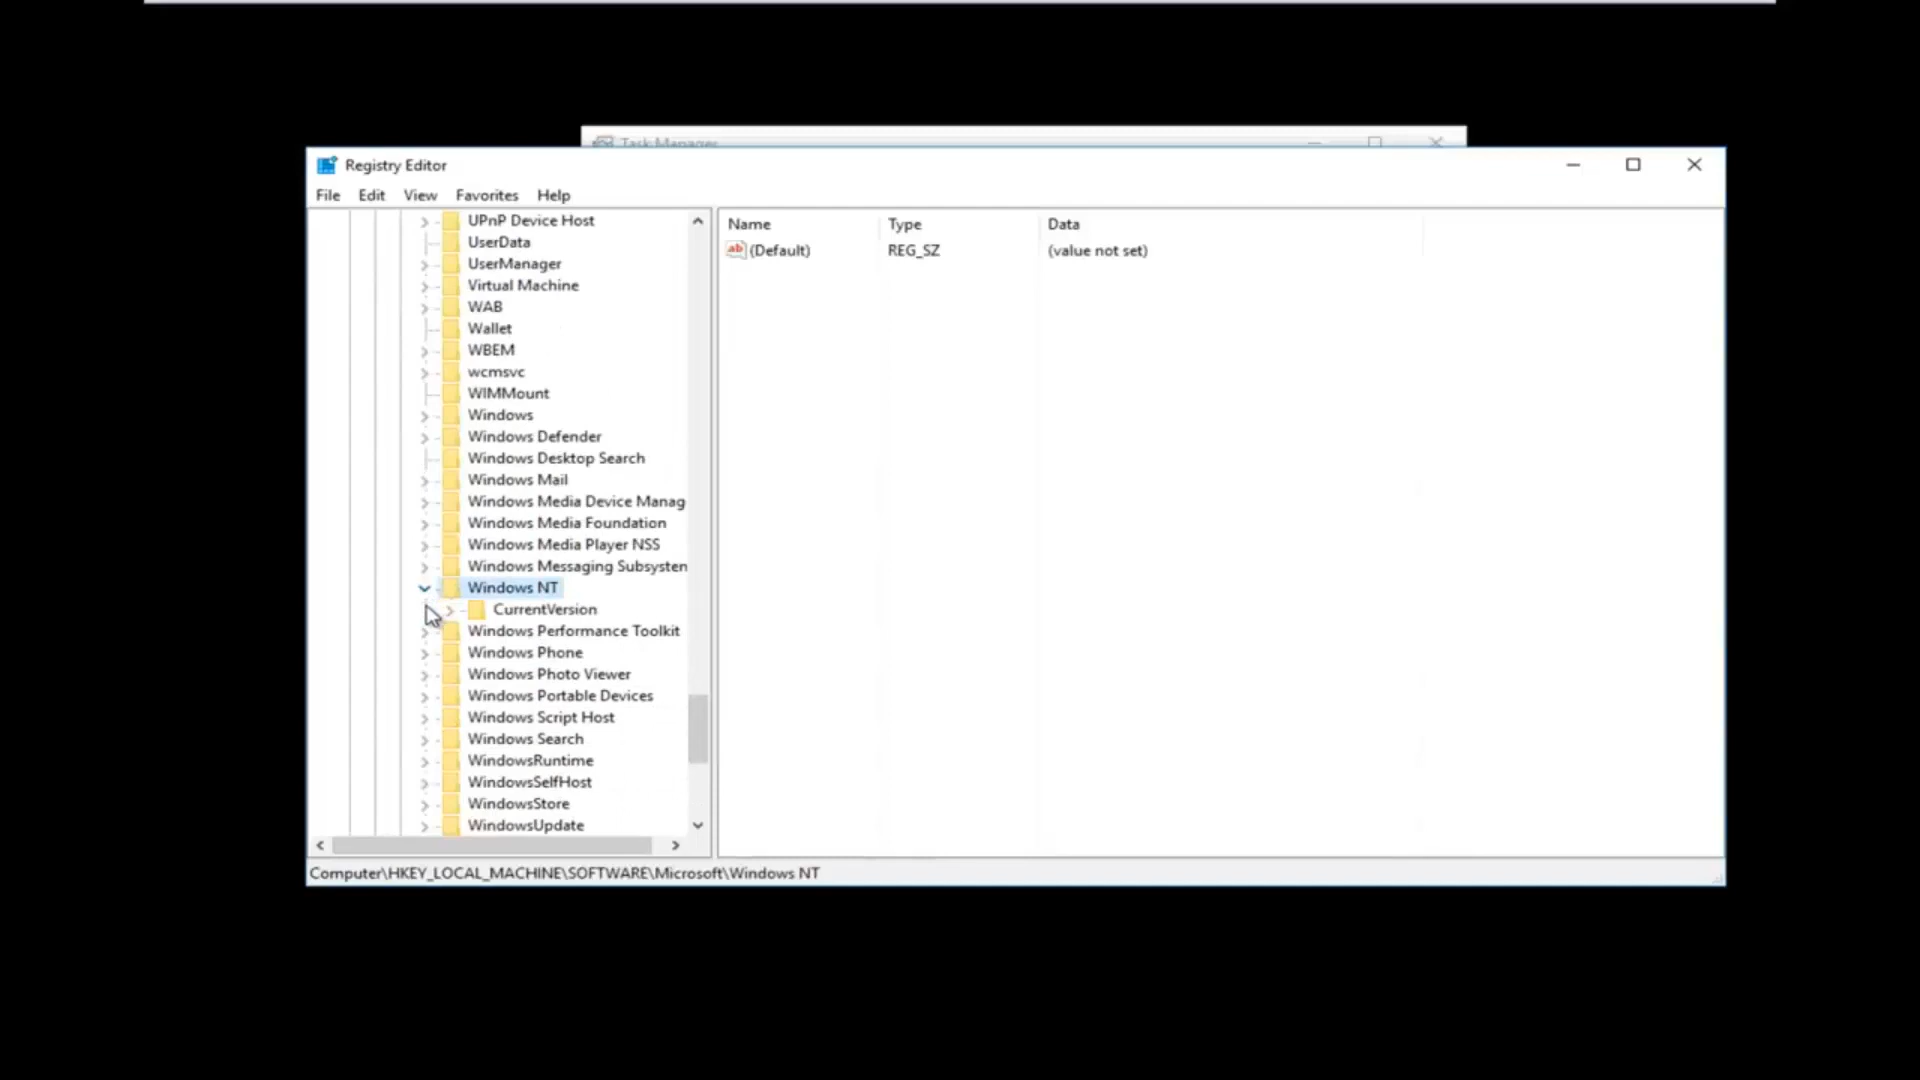 Task Manager
Registry Editor
File Edit View Favorites Help
UPnP Device Host
UserData
UserManager
Virtual Machine
WAB
Wallet
WBEM
wcmsvc
WIMMount
Windows
Windows Defender
Windows Desktop Search
Windows Mail
Windows Media Device Manag
Windows Media Foundation
Windows Media Player NSS
Windows Messaging Subsysten
Windows NT
CurrentVersion
Windows Performance Toolkit
Windows Phone
Windows Photo Viewer
Windows Portable Devices
Windows Script Host
Windows Search
WindowsRuntime
WindowsSelfHost
WindowsStore
WindowsUpdate
Name Type Data
ab (Default) REG_SZ (value not set)
Computer\HKEY_LOCAL_MACHINE\SOFTWARE\Microsoft\Windows NT